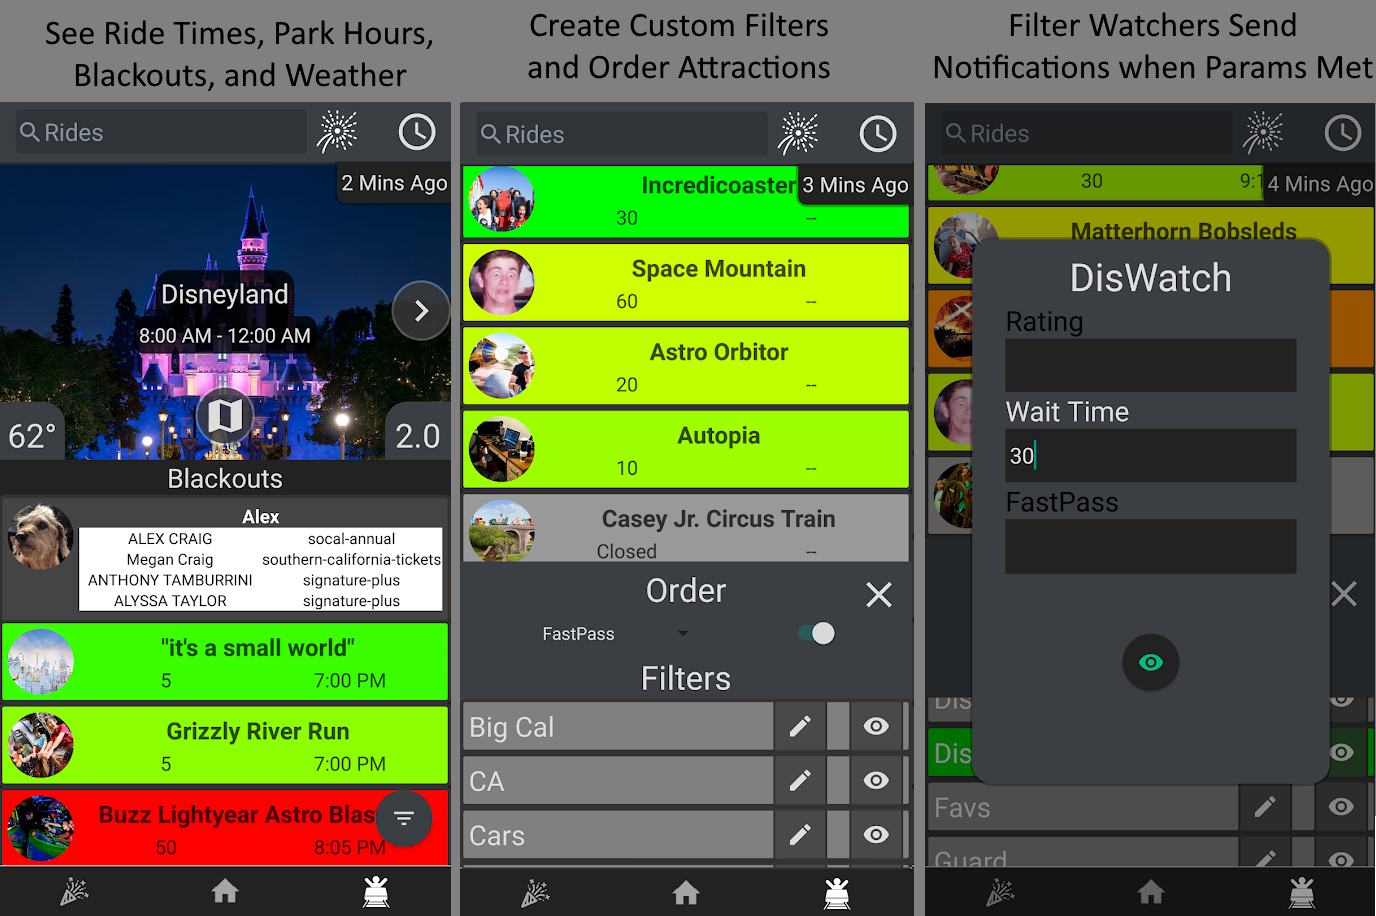 See Ride Times, Park Hours,
Blackouts, and Weather
Rides
2 Mins Ago
Disneyland
8:00 AM - 12:00 AM
62°
2.0
Blackouts
Alex
ALEX CRAIG socal-annual
Megan Craig southern-california-tickets
ANTHONY TAMBURRINI signature-plus
ALYSSA TAYLOR signature-plus
"it's a small world"
5 7:00 PM
Grizzly River Run
5 7:00 PM
Buzz Lightyear Astro Blas
50 8:05 PM
Create Custom Filters
and Order Attractions
Rides
3 Mins Ago
Incredicoaster
30 --
Space Mountain
60 --
Astro Orbitor
20 --
Autopia
10 --
Casey Jr. Circus Train
Closed --
Order
FastPass
Filters
Big Cal
CA
Cars
Filter Watchers Send
Notifications when Params Met
Rides
4 Mins Ago
30 9:1
Matterhorn Bobsleds
DisWatch
Rating
Wait Time
30
FastPass
Dis
Dis
Favs
Guard